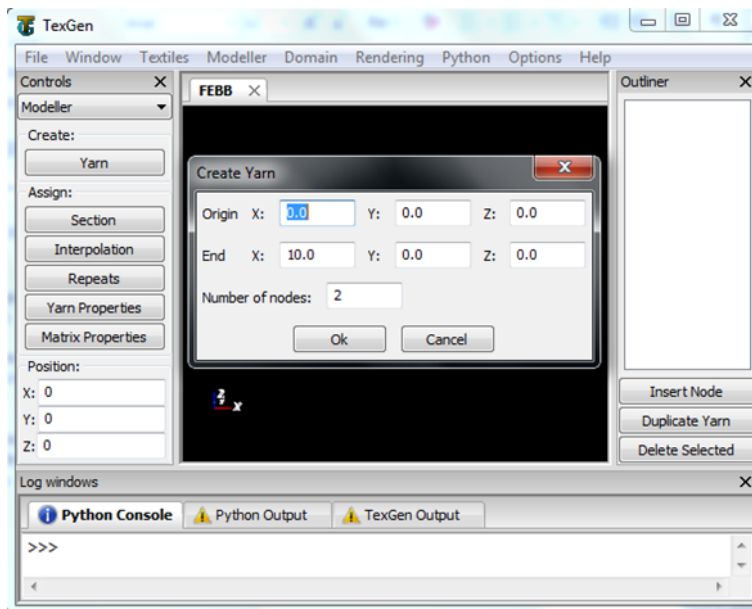 TexGen
File Window Textiles Modeller Domain Rendering Python Options Help
Controls
Modeller
Create:
Yarn
Assign:
Section
Interpolation
Repeats
Yarn Properties
Matrix Properties
Position:
X: 0
Y: 0
Z: 0
FEBB
Create Yarn
Origin X: 0.0 Y: 0.0 Z: 0.0
End X: 10.0 Y: 0.0 Z: 0.0
Number of nodes: 2
Ok Cancel
Z
X
Outliner
Insert Node
Duplicate Yarn
Delete Selected
Log windows
Python Console Python Output TexGen Output
>>>